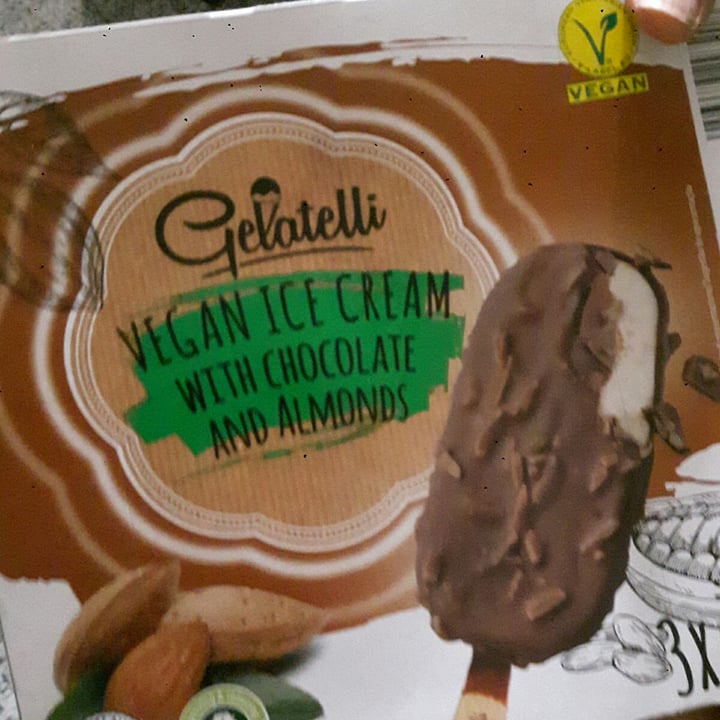 VEGAN
Gelatelli
VEGAN ICE CREAM
WITH CHOCOLATE
AND ALMONDS
3X